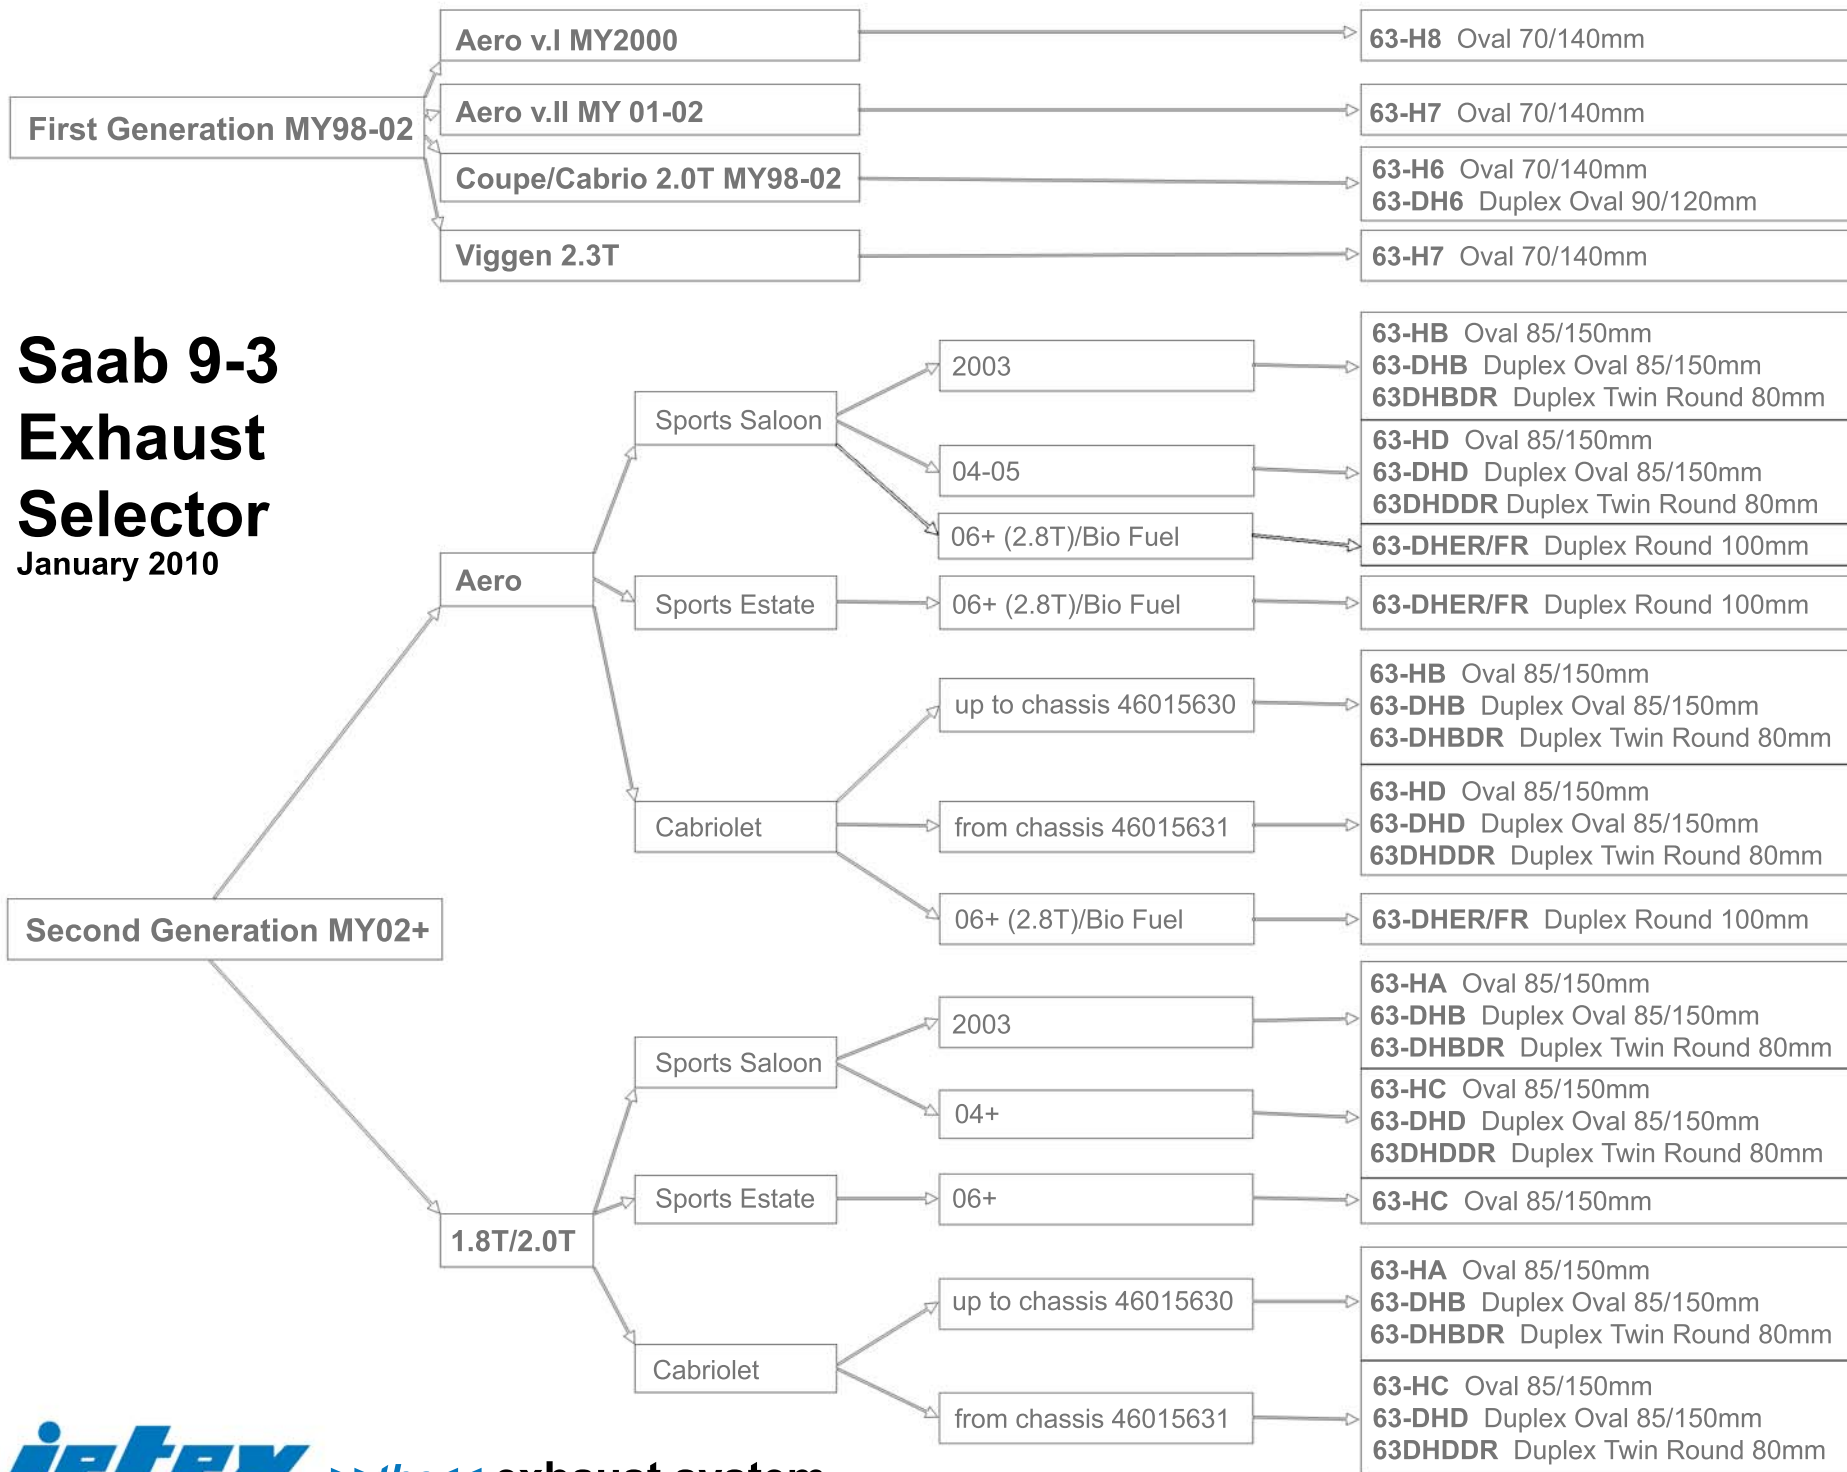 Aero v.I MY2000
63-H8 Oval 70/140mm
First Generation MY98-02
Aero v.II MY 01-02
63-H7 Oval 70/140mm
Coupe/Cabrio 2.0T MY98-02
63-H6 Oval 70/140mm
63-DH6 Duplex Oval 90/120mm
Viggen 2.3T
63-H7 Oval 70/140mm
Saab 9-3
Exhaust
Selector
January 2010
Second Generation MY02+
Aero
Sports Saloon
2003
63-HB Oval 85/150mm
63-DHB Duplex Oval 85/150mm
63DHBDR Duplex Twin Round 80mm
04-05
63-HD Oval 85/150mm
63-DHD Duplex Oval 85/150mm
63DHDDR Duplex Twin Round 80mm
06+ (2.8T)/Bio Fuel
63-DHER/FR Duplex Round 100mm
Sports Estate
06+ (2.8T)/Bio Fuel
63-DHER/FR Duplex Round 100mm
Cabriolet
up to chassis 46015630
63-HB Oval 85/150mm
63-DHB Duplex Oval 85/150mm
63-DHBDR Duplex Twin Round 80mm
from chassis 46015631
63-HD Oval 85/150mm
63-DHD Duplex Oval 85/150mm
63DHDDR Duplex Twin Round 80mm
06+ (2.8T)/Bio Fuel
63-DHER/FR Duplex Round 100mm
1.8T/2.0T
Sports Saloon
2003
63-HA Oval 85/150mm
63-DHB Duplex Oval 85/150mm
63-DHBDR Duplex Twin Round 80mm
04+
63-HC Oval 85/150mm
63-DHD Duplex Oval 85/150mm
63DHDDR Duplex Twin Round 80mm
Sports Estate
06+
63-HC Oval 85/150mm
Cabriolet
up to chassis 46015630
63-HA Oval 85/150mm
63-DHB Duplex Oval 85/150mm
63-DHBDR Duplex Twin Round 80mm
from chassis 46015631
63-HC Oval 85/150mm
63-DHD Duplex Oval 85/150mm
63DHDDR Duplex Twin Round 80mm
jetex >>the<< exhaust system